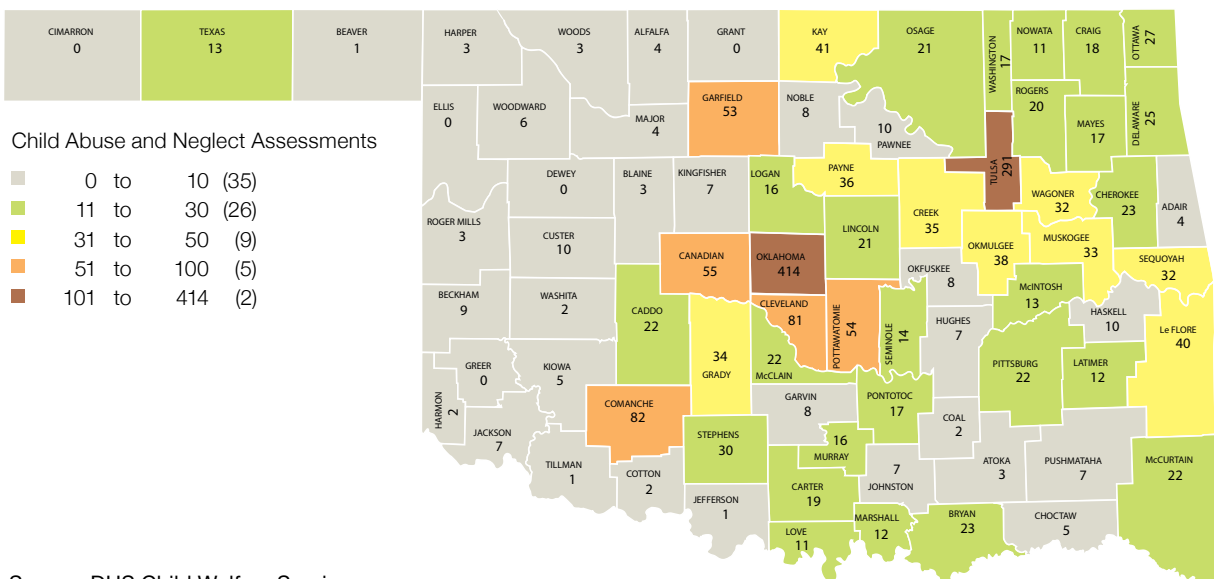 CIMARRON
0
TEXAS
13
BEAVER
1
HARPER
3
WOODS
3
ALFALFA
4
GRANT
0
KAY
41
OSAGE
21
WASHINGTON
17
NOWATA
11
CRAIG
18
OTTAWA
27
ELLIS
0
WOODWARD
6
MAJOR
4
GARFIELD
53
NOBLE
8
10
PAWNEE
ROGERS
20
MAYES
17
DELAWARE
25
Child Abuse and Neglect Assessments
0 to 10 (35)
11 to 30 (26)
31 to 50 (9)
51 to 100 (5)
101 to 414 (2)
DEWEY
0
BLAINE
3
KINGFISHER
7
LOGAN
16
PAYNE
36
TULSA
291
WAGONER
32
CHEROKEE
23
ADAIR
4
ROGER MILLS
3
CUSTER
10
CANADIAN
55
OKLAHOMA
414
LINCOLN
21
CREEK
35
OKMULGEE
38
MUSKOGEE
33
SEQUOYAH
32
BECKHAM
9
WASHITA
2
CADDO
22
CLEVELAND
81
POTTAWATOMIE
54
SEMINOLE
14
OKFUSKEE
8
McINTOSH
13
HASKELL
10
Le FLORE
40
GREER
0
KIOWA
5
34
GRADY
22
McCLAIN
HUGHES
7
PITTSBURG
22
LATIMER
12
HARMON
2
JACKSON
7
COMANCHE
82
GARVIN
8
PONTOTOC
17
COAL
2
TILLMAN
1
COTTON
2
STEPHENS
30
16
MURRAY
7
JOHNSTON
ATOKA
3
PUSHMATAHA
7
McCURTAIN
22
JEFFERSON
1
CARTER
19
LOVE
11
MARSHALL
12
BRYAN
23
CHOCTAW
5